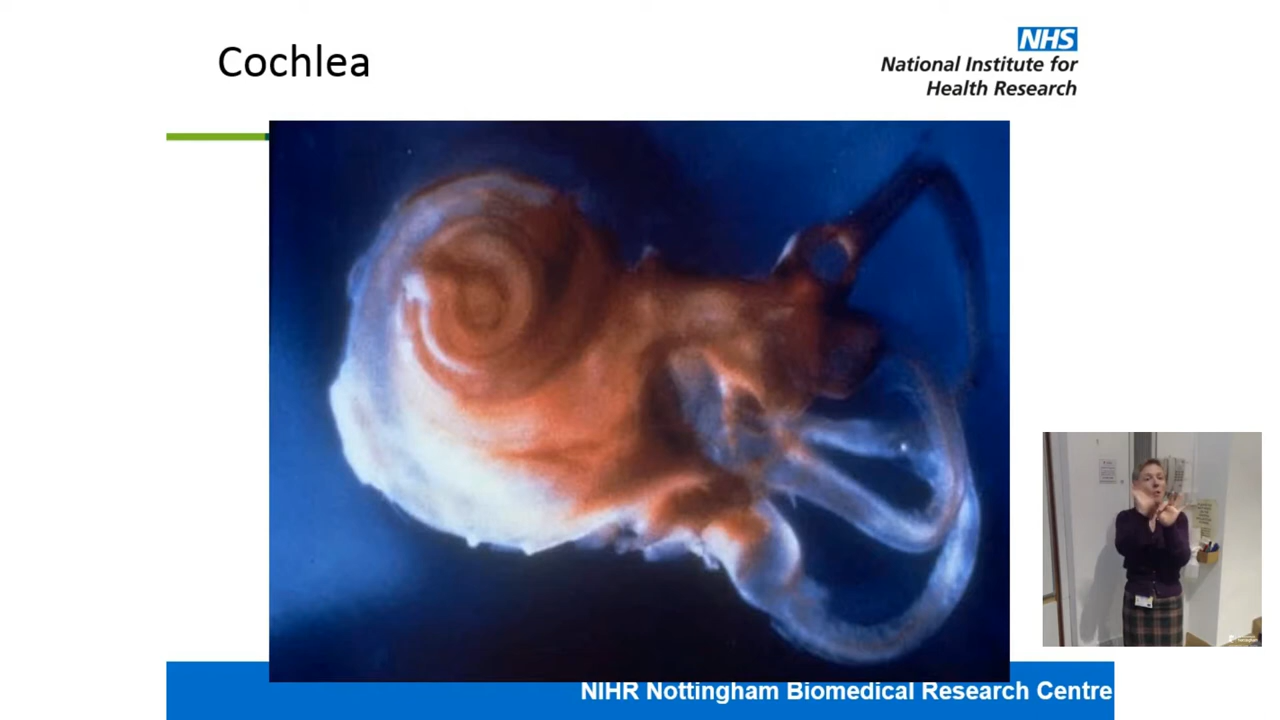 Cochlea
NHS
National Institute for
Health Research
NIHR Nottingham Biomedical Research Centre